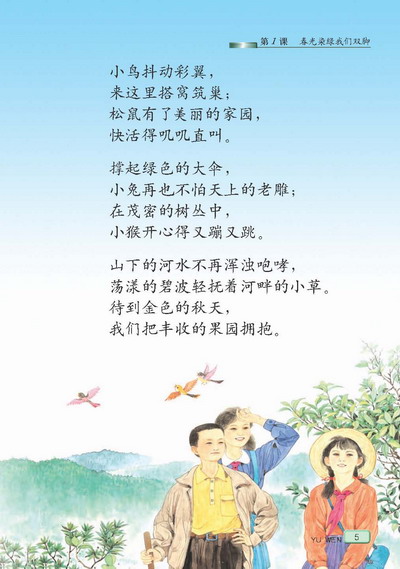 第1课 春光染绿我们双脚
小鸟抖动彩翼，
来这里搭窝筑巢；
松鼠有了美丽的家园，
快活得叽叽直叫。
撑起绿色的大伞，
小兔再也不怕天上的老雕；
在茂密的树丛中，
小猴开心得又蹦又跳。
山下的河水不再浑浊咆哮，
荡漾的碧波轻抚着河畔的小草。
待到金色的秋天，
我们把丰收的果园拥抱。
YU WEN 5